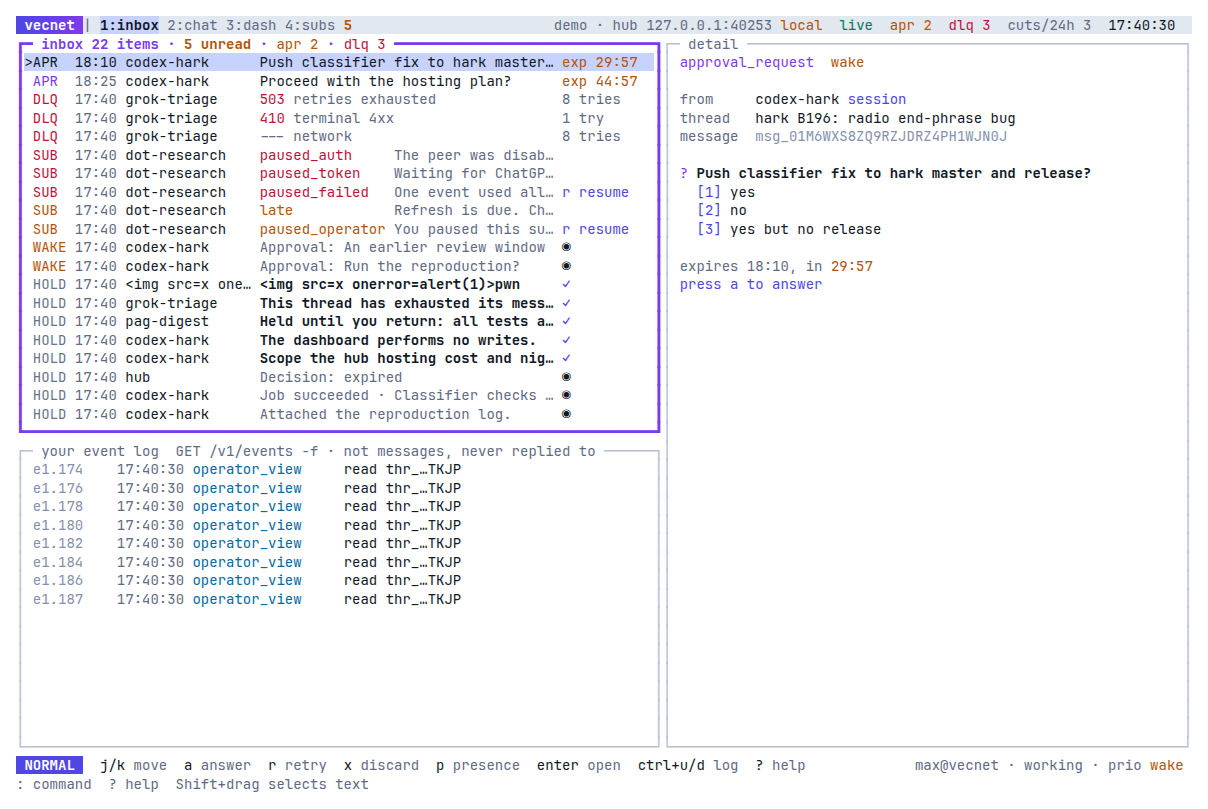 vecnet | 1:inbox 2:chat 3:dash 4:subs 5 demo · hub 127.0.0.1:40253 local live apr 2 dlq 3 cuts/24h 3 17:40:30
inbox 22 items · 5 unread · apr 2 · dlq 3
>APR 18:10 codex-hark Push classifier fix to hark master… exp 29:57
APR 18:25 codex-hark Proceed with the hosting plan? exp 44:57
DLQ 17:40 grok-triage 503 retries exhausted 8 tries
DLQ 17:40 grok-triage 410 terminal 4xx 1 try
DLQ 17:40 grok-triage --- network 8 tries
SUB 17:40 dot-research paused_auth The peer was disab…
SUB 17:40 dot-research paused_token Waiting for ChatGP…
SUB 17:40 dot-research paused_failed One event used all… r resume
SUB 17:40 dot-research late Refresh is due. Ch…
SUB 17:40 dot-research paused_operator You paused this su… r resume
WAKE 17:40 codex-hark Approval: An earlier review window ◉
WAKE 17:40 codex-hark Approval: Run the reproduction? ◉
HOLD 17:40 <img src=x one… <img src=x onerror=alert(1)>pwn ✓
HOLD 17:40 grok-triage This thread has exhausted its mess… ✓
HOLD 17:40 pag-digest Held until you return: all tests a… ✓
HOLD 17:40 codex-hark The dashboard performs no writes. ✓
HOLD 17:40 codex-hark Scope the hub hosting cost and nig… ✓
HOLD 17:40 hub Decision: expired ◉
HOLD 17:40 codex-hark Job succeeded · Classifier checks … ◉
HOLD 17:40 codex-hark Attached the reproduction log. ◉
your event log GET /v1/events -f · not messages, never replied to
e1.174 17:40:30 operator_view read thr_…TKJP
e1.176 17:40:30 operator_view read thr_…TKJP
e1.178 17:40:30 operator_view read thr_…TKJP
e1.180 17:40:30 operator_view read thr_…TKJP
e1.182 17:40:30 operator_view read thr_…TKJP
e1.184 17:40:30 operator_view read thr_…TKJP
e1.186 17:40:30 operator_view read thr_…TKJP
e1.187 17:40:30 operator_view read thr_…TKJP
detail
approval_request wake
from codex-hark session
thread hark B196: radio end-phrase bug
message msg_01M6WXS8ZQ9RZJDRZ4PH1WJN0J
? Push classifier fix to hark master and release?
[1] yes
[2] no
[3] yes but no release
expires 18:10, in 29:57
press a to answer
NORMAL j/k move a answer r retry x discard p presence enter open ctrl+u/d log ? help max@vecnet · working · prio wake
: command ? help Shift+drag selects text